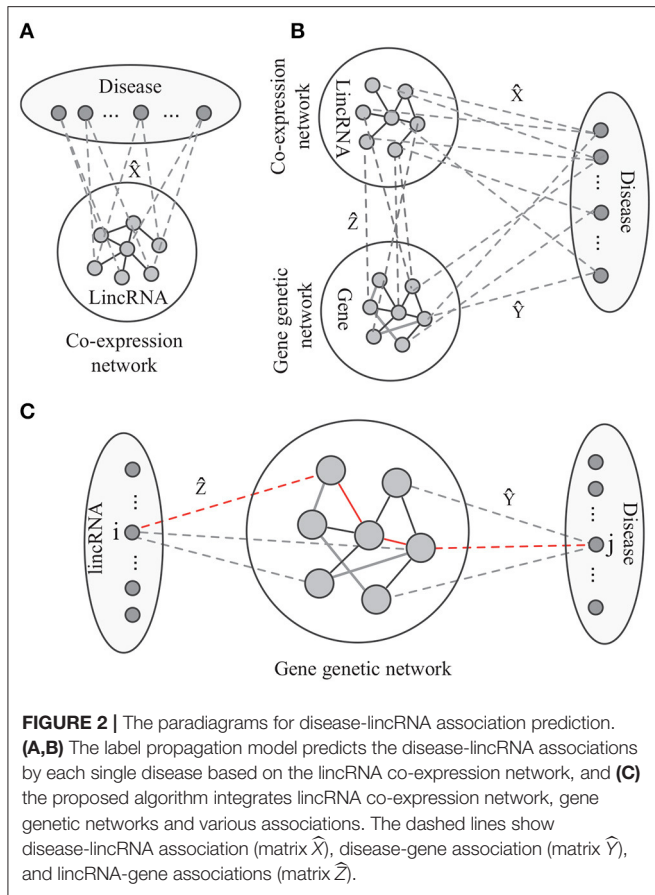 A
Disease
... ... ...
X̂
LincRNA
Co-expression
network
B
Co-expression
network
LincRNA
X̂
Disease
...
...
Ẑ
Gene genetic
network
Gene
Ŷ
C
lincRNA
...
i
...
Ẑ
Ŷ
Disease
...
j
...
Gene genetic network
FIGURE 2 | The paradiagrams for disease-lincRNA association prediction.
(A,B) The label propagation model predicts the disease-lincRNA associations
by each single disease based on the lincRNA co-expression network, and (C)
the proposed algorithm integrates lincRNA co-expression network, gene
genetic networks and various associations. The dashed lines show
disease-lincRNA association (matrix X̂), disease-gene association (matrix Ŷ),
and lincRNA-gene associations (matrix Ẑ).